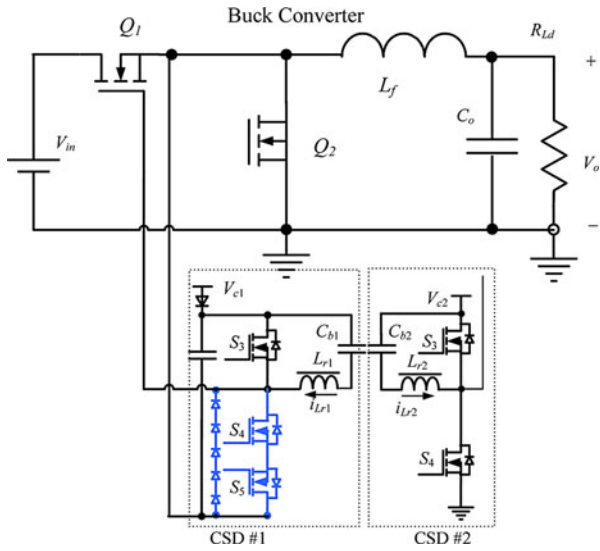 Buck Converter
Q1
RLd
+
Lf
Co
Vin
Q2
Vo
−
Vc1
Vc2
S3
Cb1
Cb2
S3
Lr1
Lr2
iLr1
iLr2
S4
S4
S5
CSD #1
CSD #2